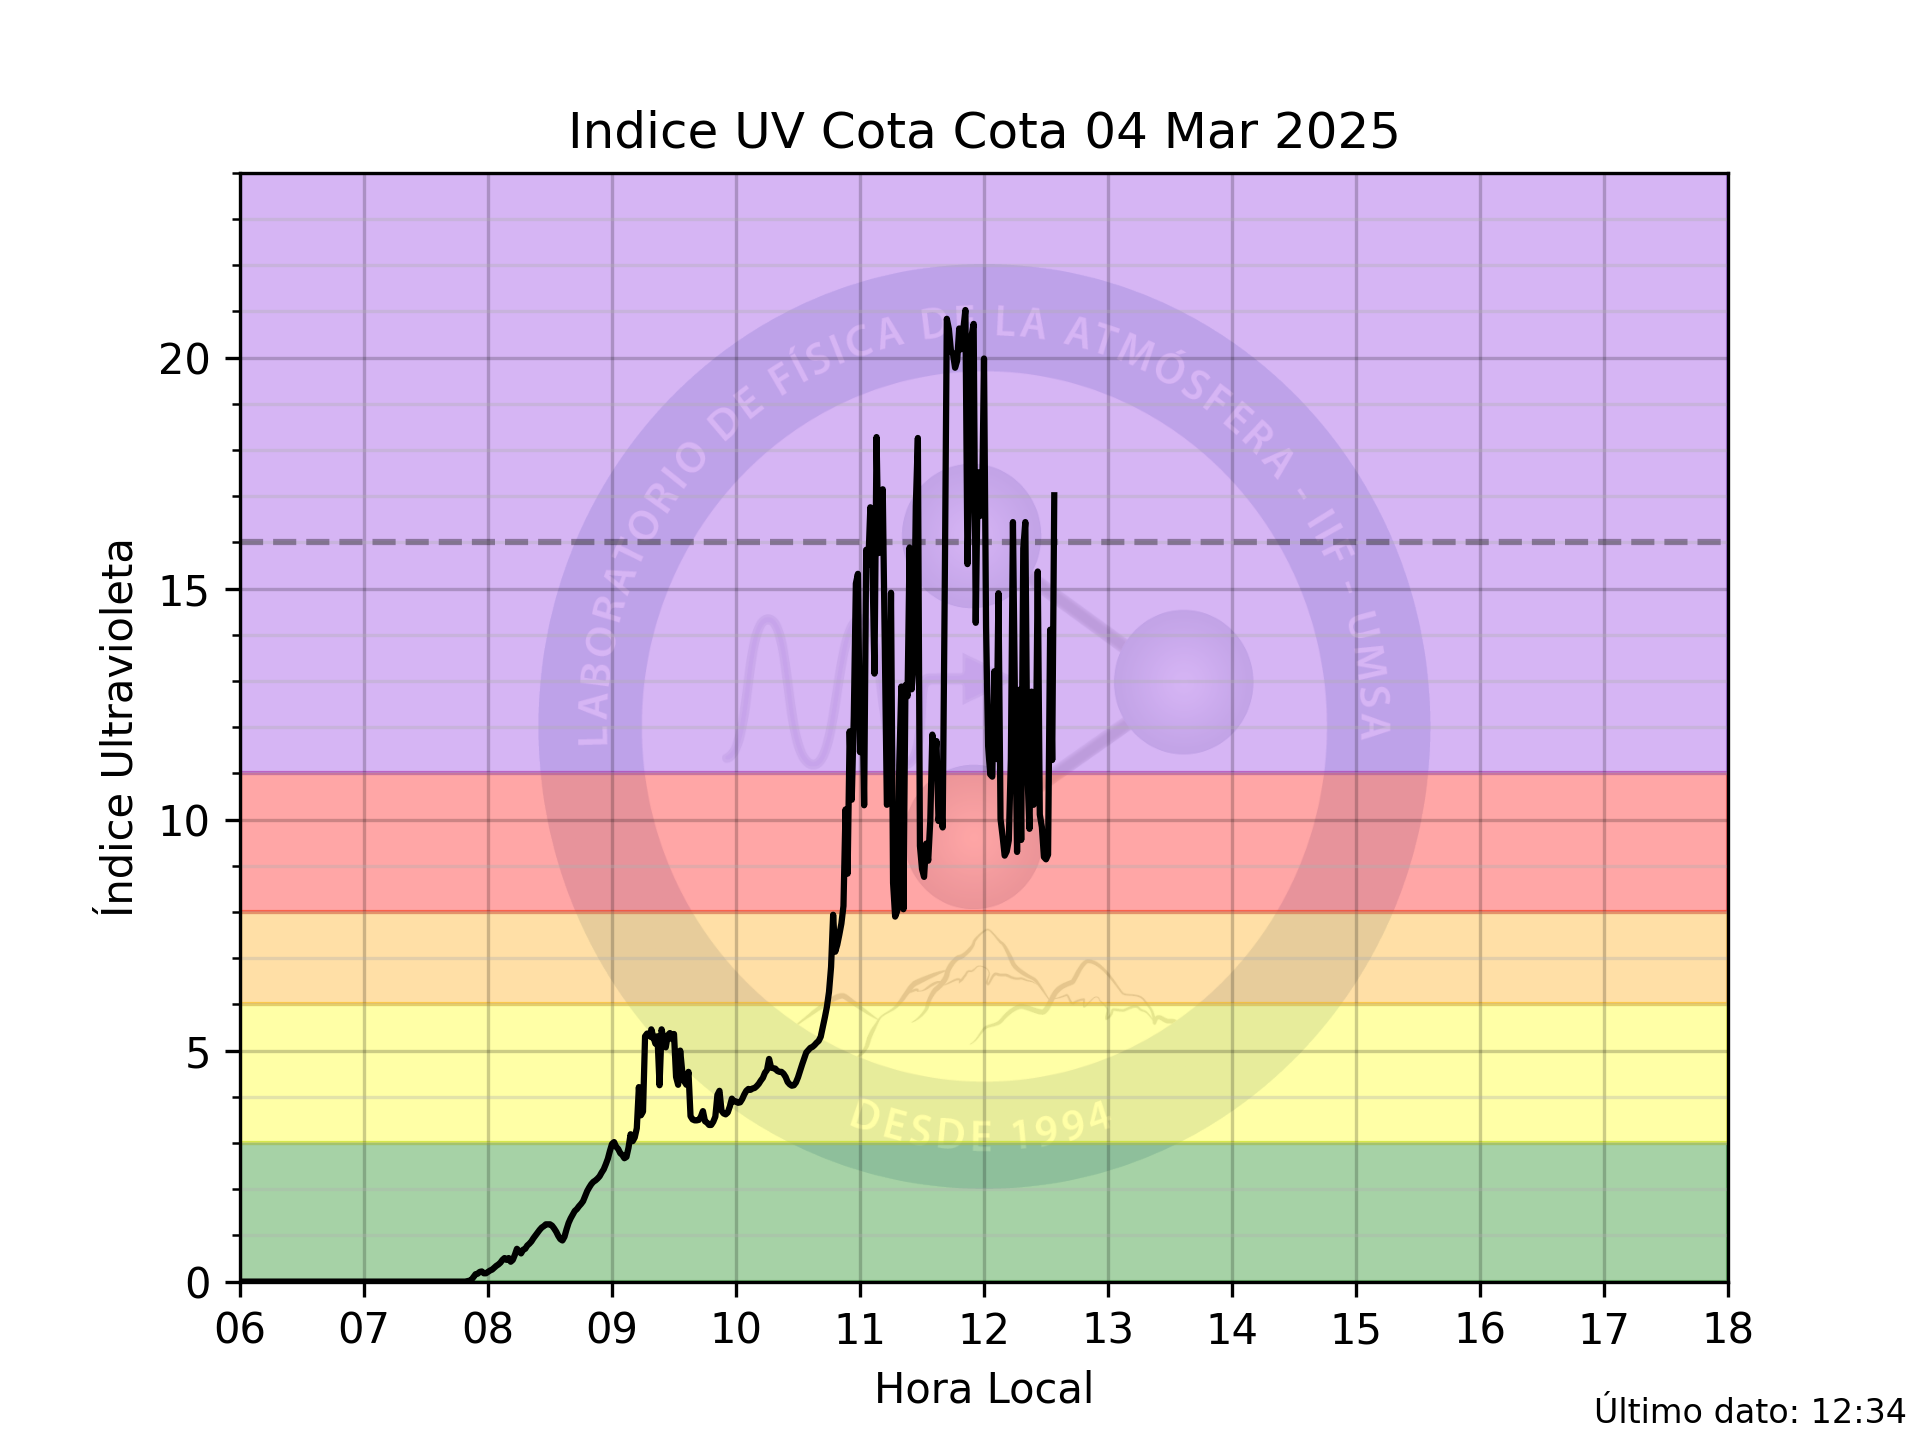 Indice UV Cota Cota 04 Mar 2025
LABORATORIO DE FÍSICA DE LA ATMÓSFERA - IIF - UMSA
DESDE 1994
Índice Ultravioleta
20
15
10
5
0
06 07 08 09 10 11 12 13 14 15 16 17 18
Hora Local
Último dato: 12:34